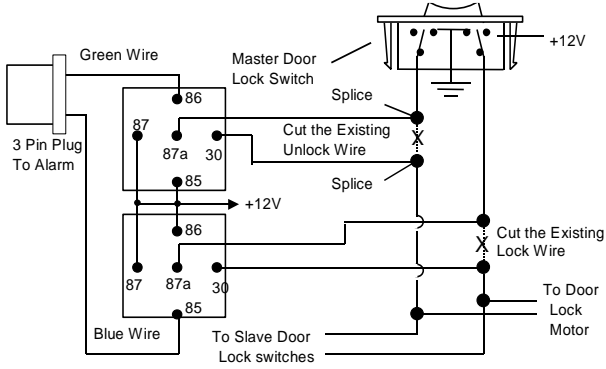 Green Wire
Master Door
Lock Switch
+12V
Splice
86
87
87a
30
3 Pin Plug
To Alarm
Cut the Existing
Unlock Wire
X
85
Splice
+12V
86
Cut the Existing
Lock Wire
X
87
87a
30
85
To Door
Lock
Motor
Blue Wire
To Slave Door
Lock switches